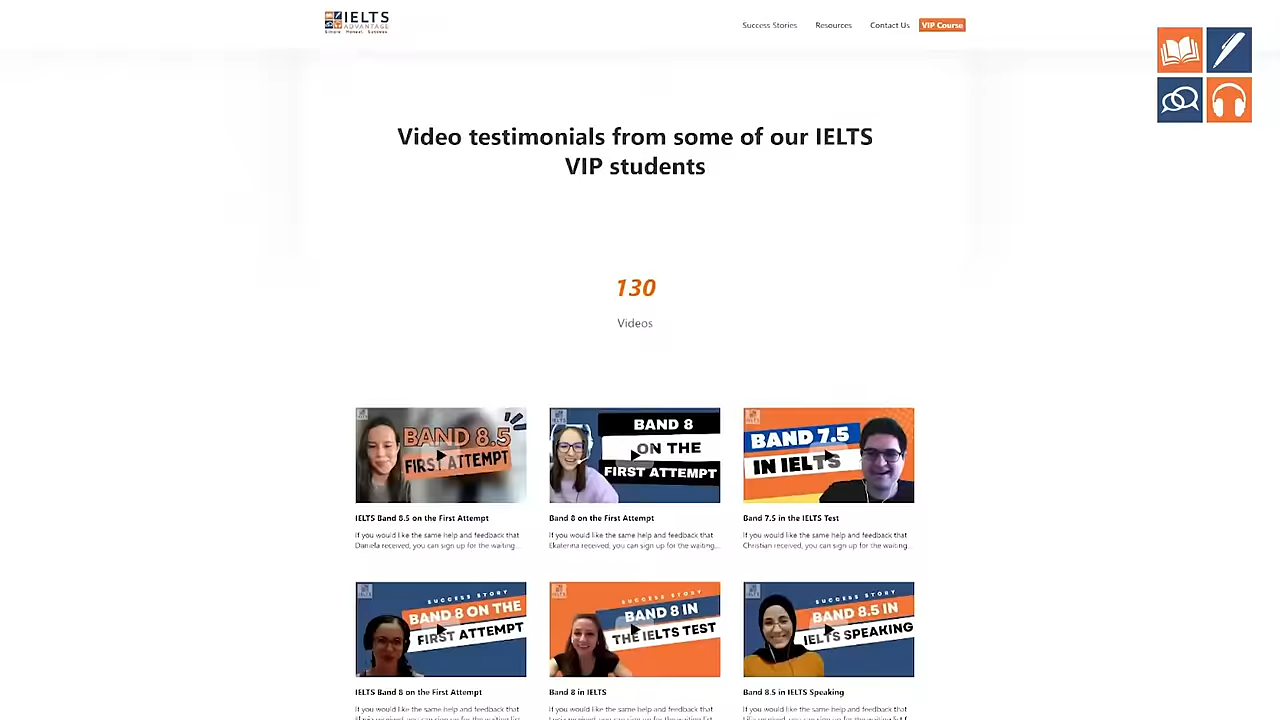 IELTS
ADVANTAGE
Simple. Honest. Success.
Success Stories
Resources
Contact Us
VIP Course
Video testimonials from some of our IELTS
VIP students
130
Videos
BAND 8.5
FIRST ATTEMPT
BAND 8
ON THE
FIRST ATTEMPT
BAND 7.5
IN IELTS
IELTS Band 8.5 on the First Attempt
Band 8 on the First Attempt
Band 7.5 in the IELTS Test
If you would like the same help and feedback that
Daniela received, you can sign up for the waiting...
If you would like the same help and feedback that
Ekaterina received, you can sign up for the waiting...
If you would like the same help and feedback that
Christian received, you can sign up for the waiting...
SUCCESS STORY
BAND 8 ON THE
FIRST ATTEMPT
SUCCESS STORY
BAND 8 IN
THE IELTS TEST
SUCCESS STORY
BAND 8.5 IN
IELTS SPEAKING
IELTS Band 8 on the First Attempt
Band 8 in IELTS
Band 8.5 in IELTS Speaking
If you would like the same help and feedback that
If you would like the same help and feedback that
If you would like the same help and feedback that